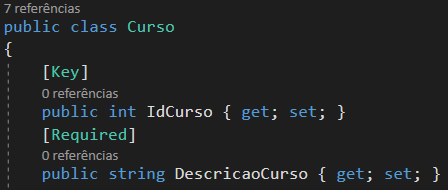 7 referências
public class Curso
{
[Key]
0 referências
public int IdCurso { get; set; }
[Required]
0 referências
public string DescricaoCurso { get; set; }